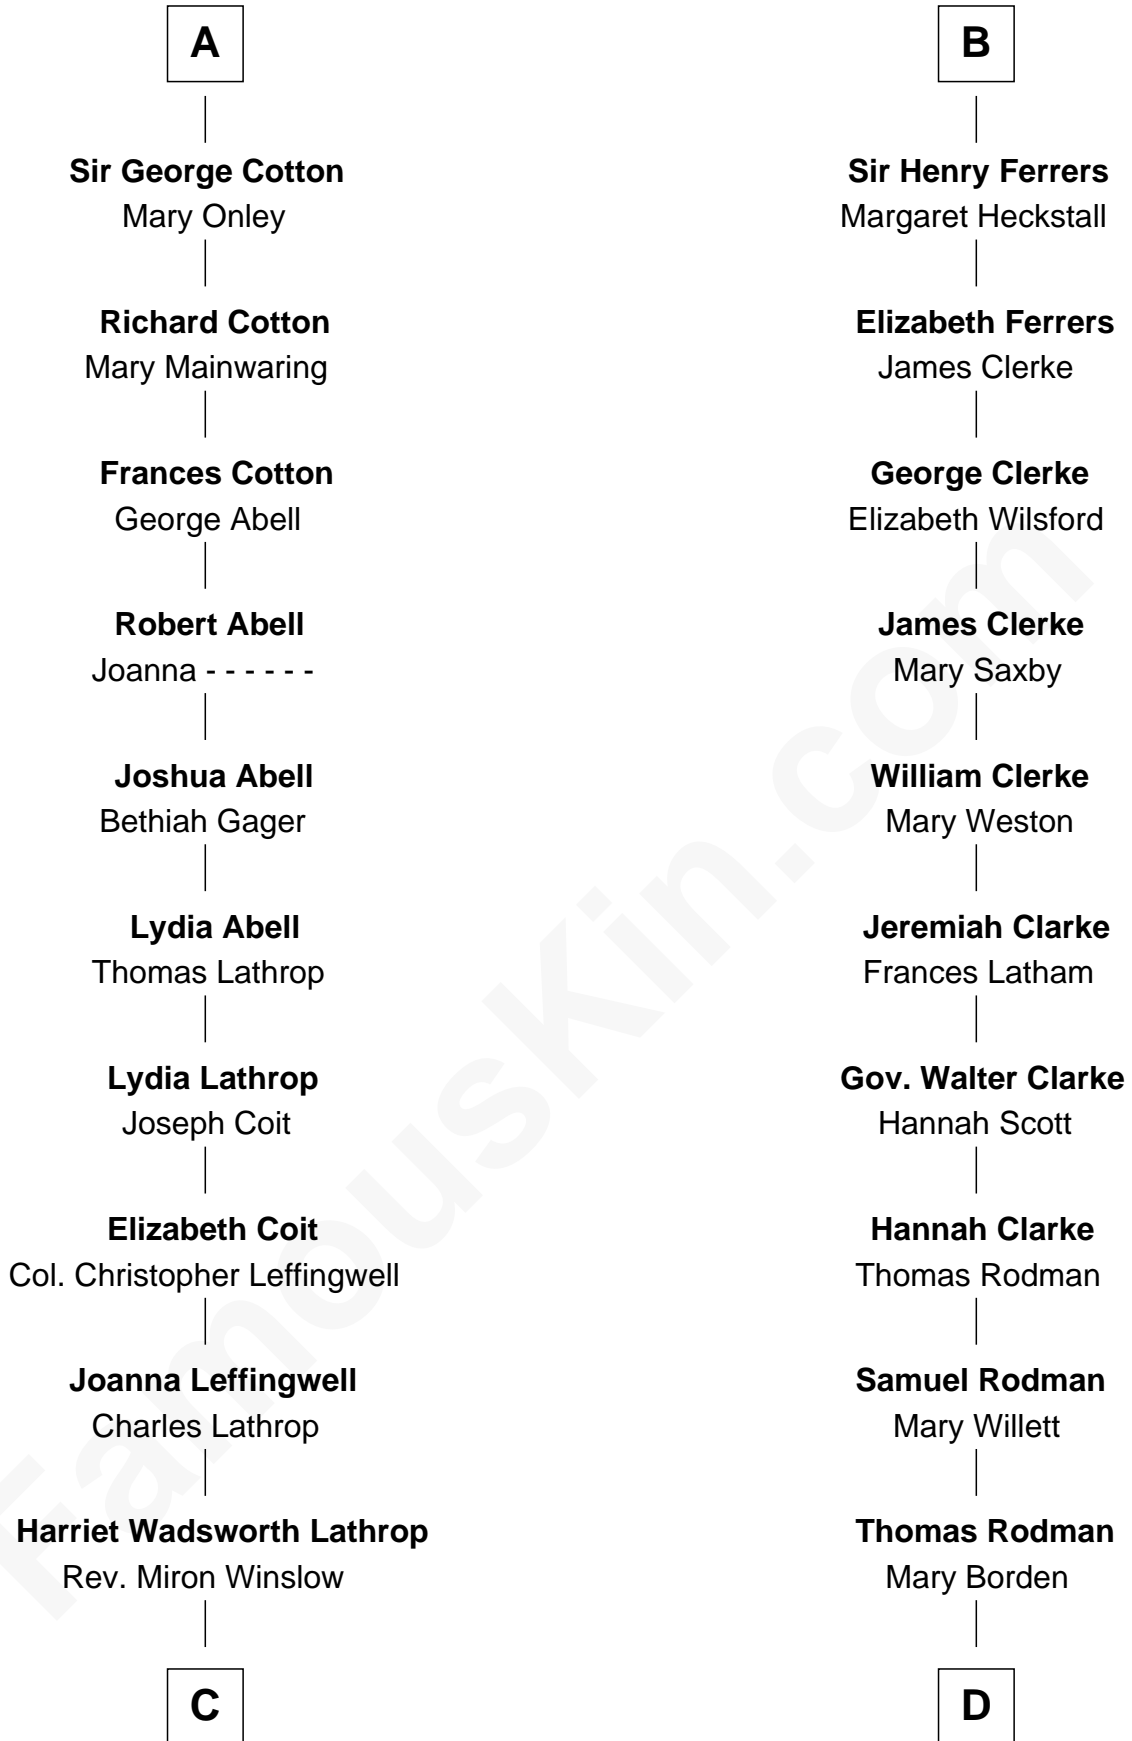 A
Sir George Cotton
Mary Onley
Richard Cotton
Mary Mainwaring
Frances Cotton
George Abell
Robert Abell
Joanna - - - - - -
Joshua Abell
Bethiah Gager
Lydia Abell
Thomas Lathrop
Lydia Lathrop
Joseph Coit
Elizabeth Coit
Col. Christopher Leffingwell
Joanna Leffingwell
Charles Lathrop
Harriet Wadsworth Lathrop
Rev. Miron Winslow
C
B
Sir Henry Ferrers
Margaret Heckstall
Elizabeth Ferrers
James Clerke
George Clerke
Elizabeth Wilsford
James Clerke
Mary Saxby
William Clerke
Mary Weston
Jeremiah Clarke
Frances Latham
Gov. Walter Clarke
Hannah Scott
Hannah Clarke
Thomas Rodman
Samuel Rodman
Mary Willett
Thomas Rodman
Mary Borden
D
FamousKin.com